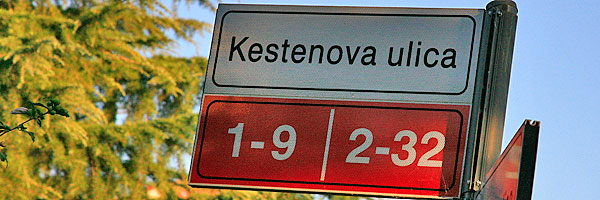 Kestenova ulica
1-9 | 2-32